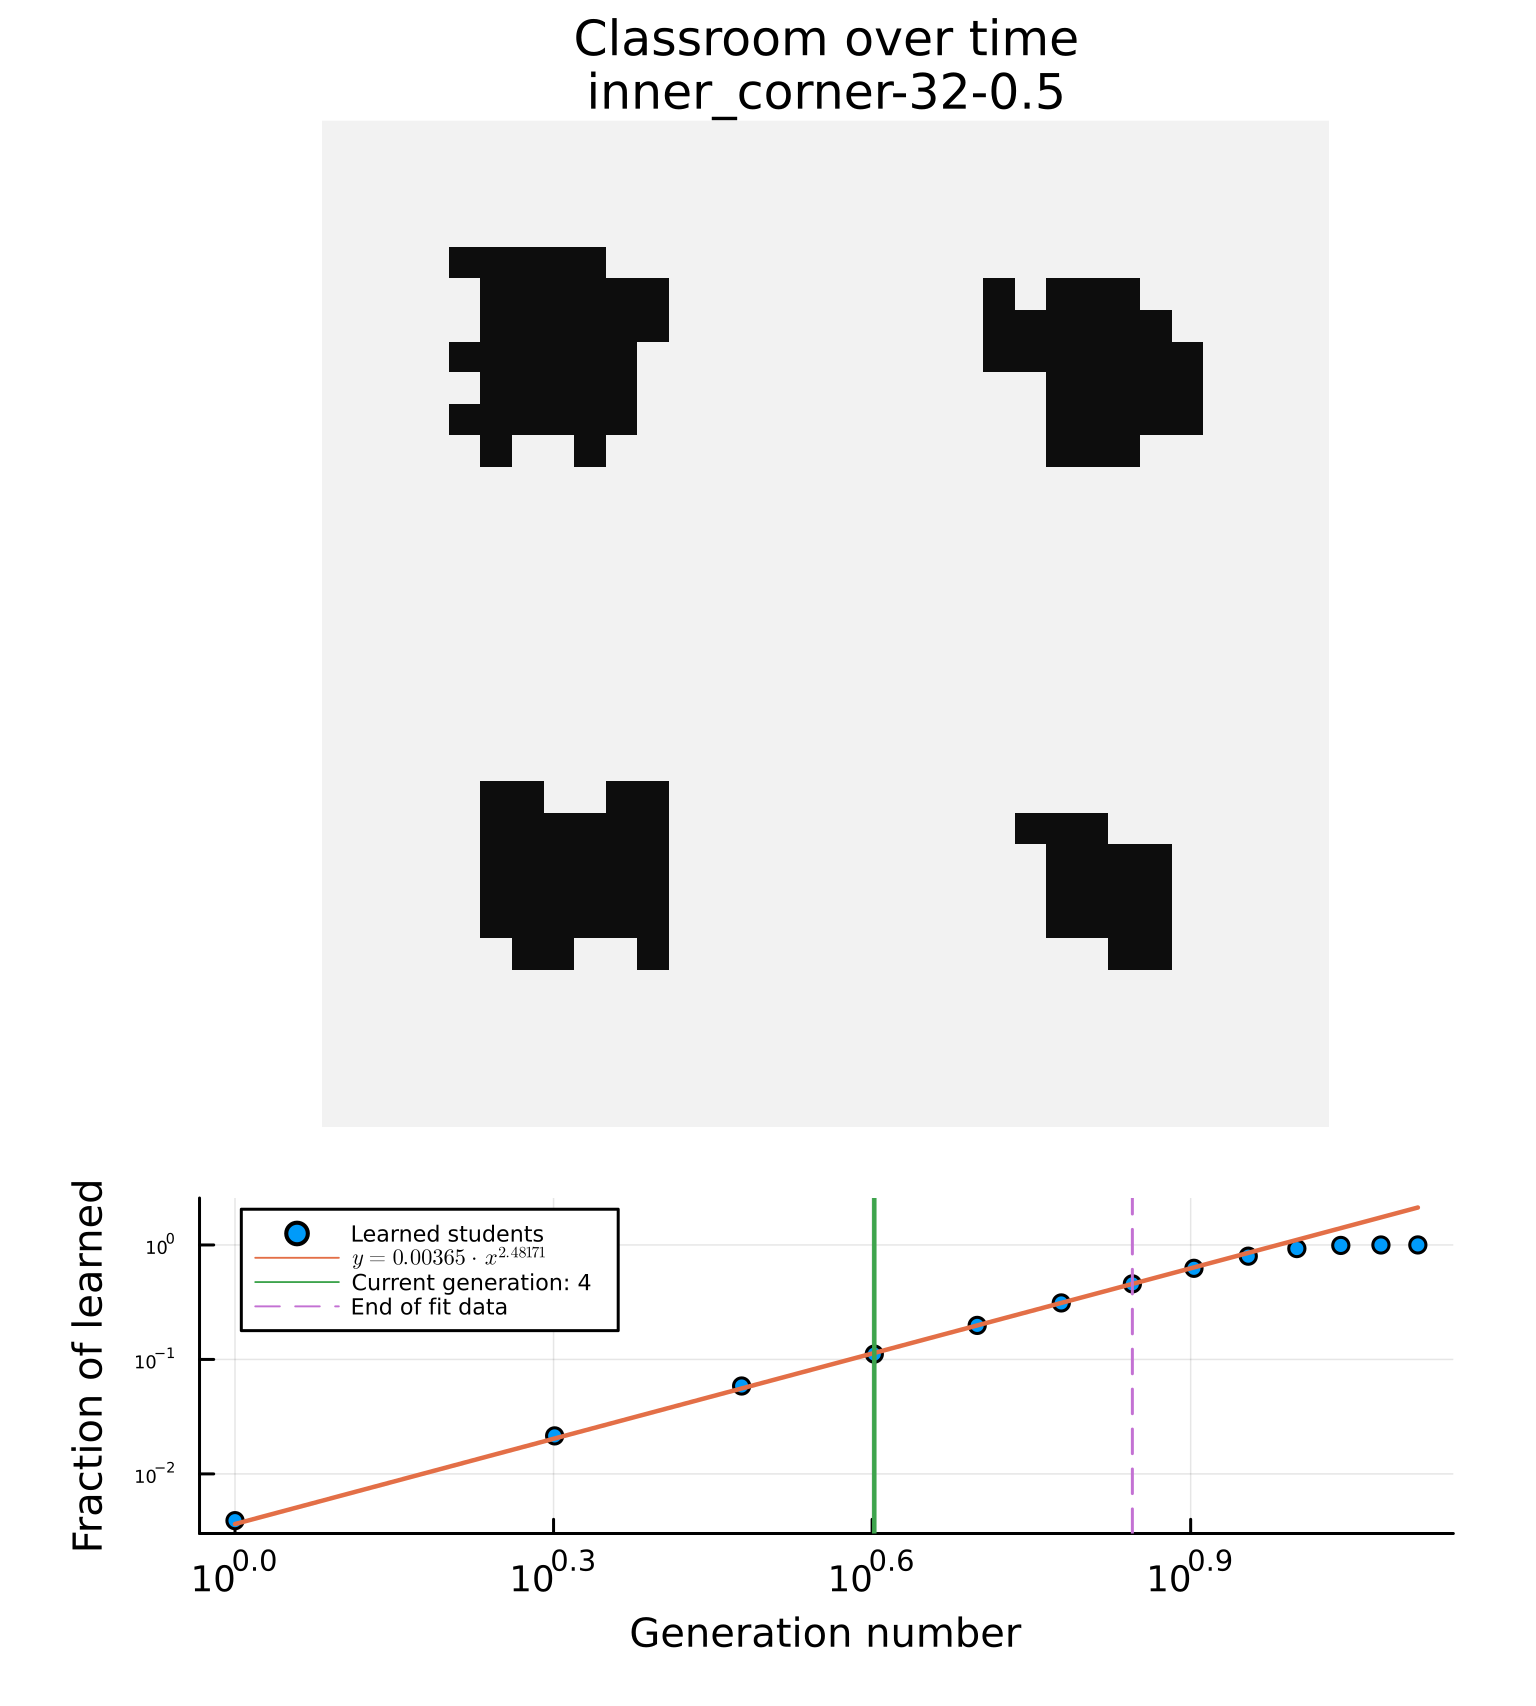 Classroom over time
inner_corner-32-0.5
Fraction of learned
10^0
10^-1
10^-2
Learned students
y = 0.00365 · x^2.48171
Current generation: 4
End of fit data
10^0.0 10^0.3 10^0.6 10^0.9
Generation number